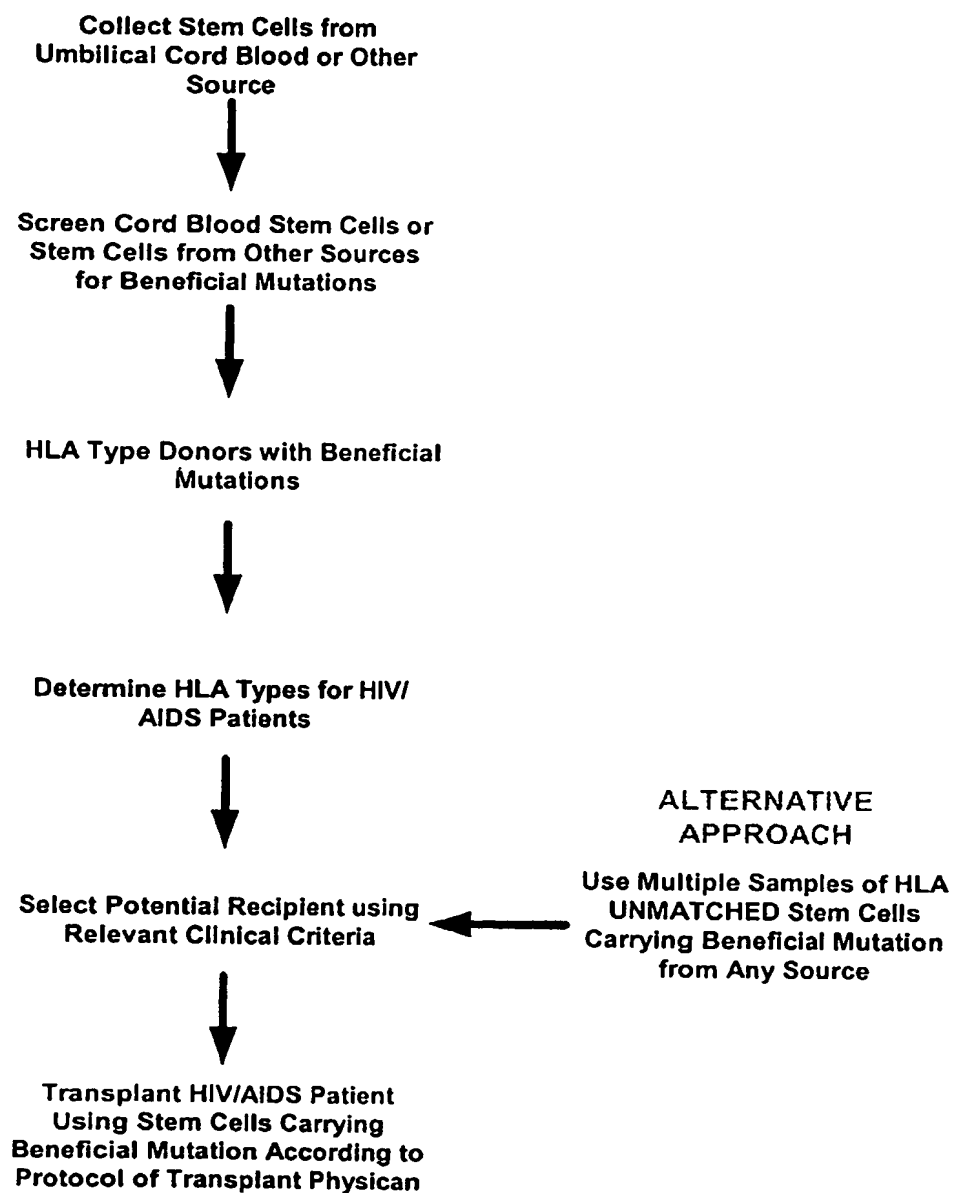 Collect Stem Cells from
Umbilical Cord Blood or Other
Source
Screen Cord Blood Stem Cells or
Stem Cells from Other Sources
for Beneficial Mutations
HLA Type Donors with Beneficial
Mutations
Determine HLA Types for HIV/
AIDS Patients
Select Potential Recipient using
Relevant Clinical Criteria
ALTERNATIVE
APPROACH
Use Multiple Samples of HLA
UNMATCHED Stem Cells
Carrying Beneficial Mutation
from Any Source
Transplant HIV/AIDS Patient
Using Stem Cells Carrying
Beneficial Mutation According to
Protocol of Transplant Physican